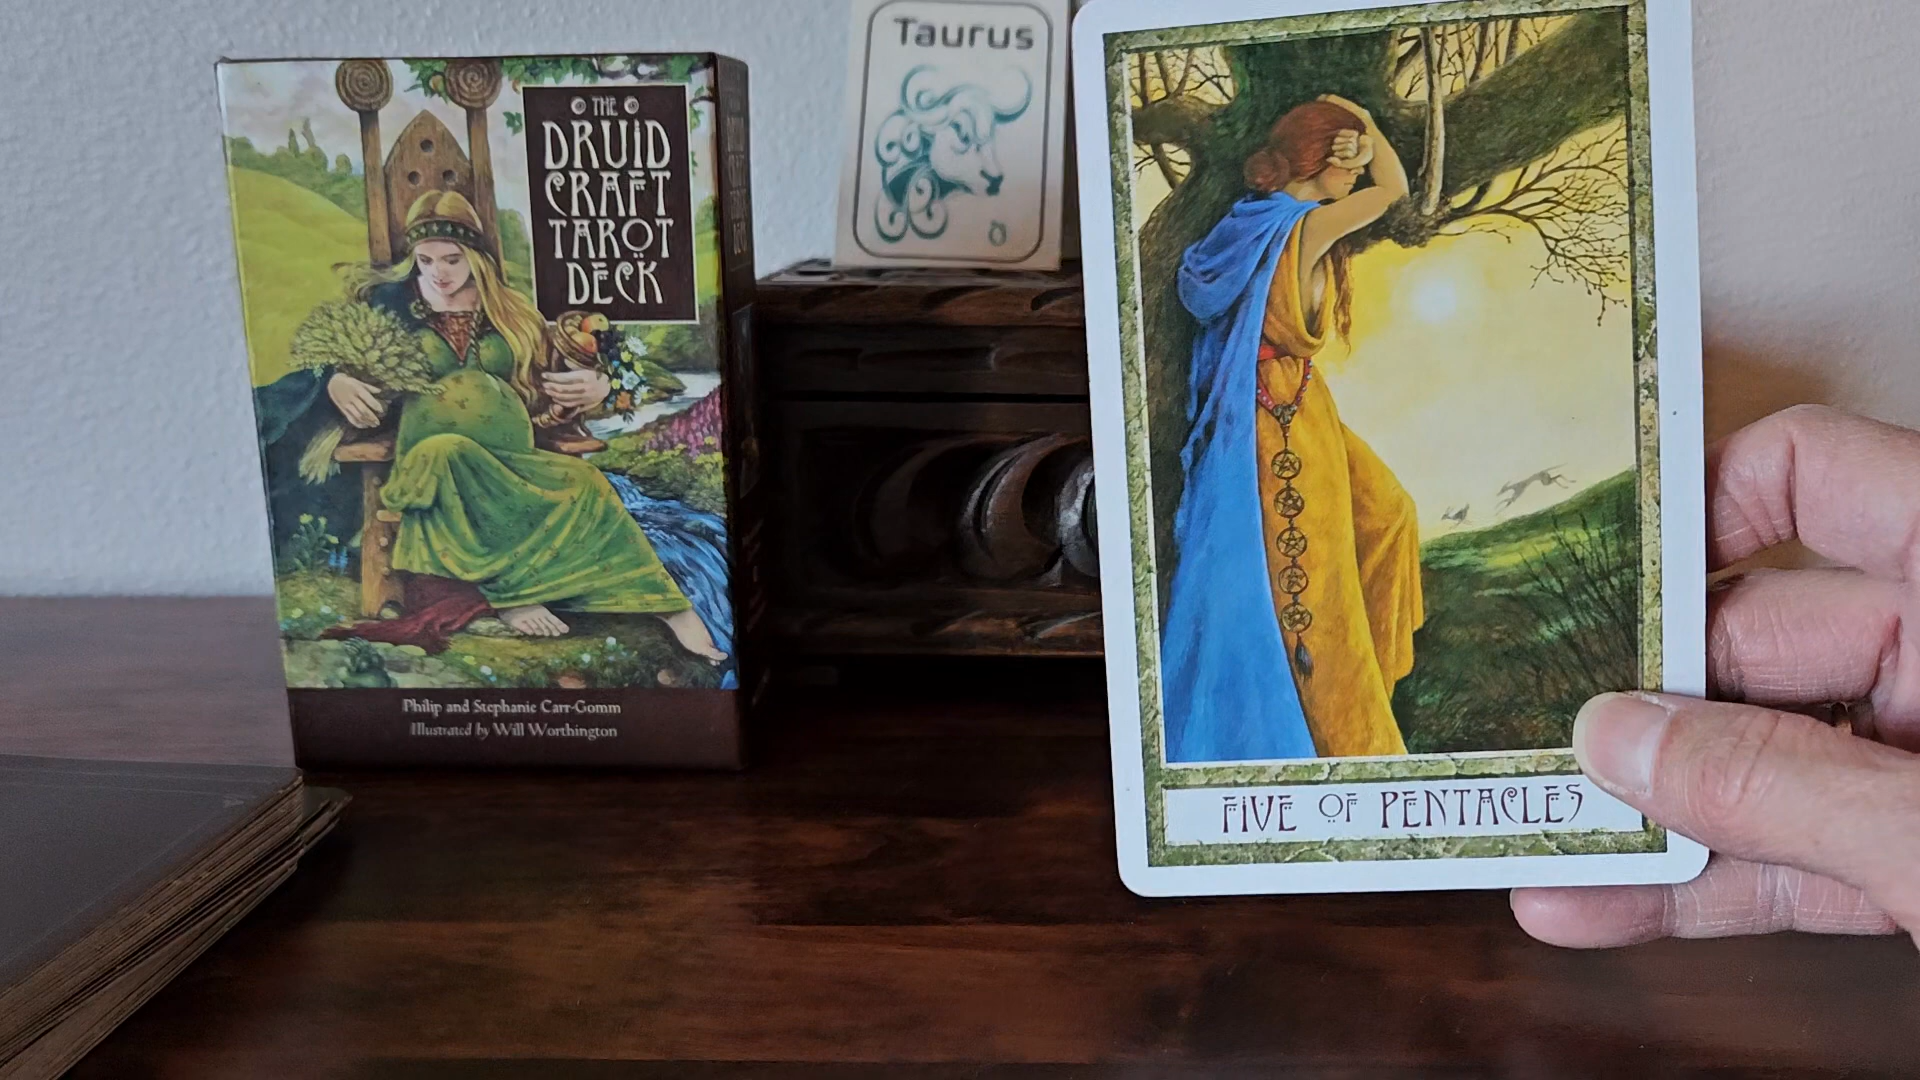 THE
DRUID
CRAFT
TAROT
DECK
Philip and Stephanie Carr-Gomm
Illustrated by Will Worthington
Taurus
FIVE OF PENTACLES